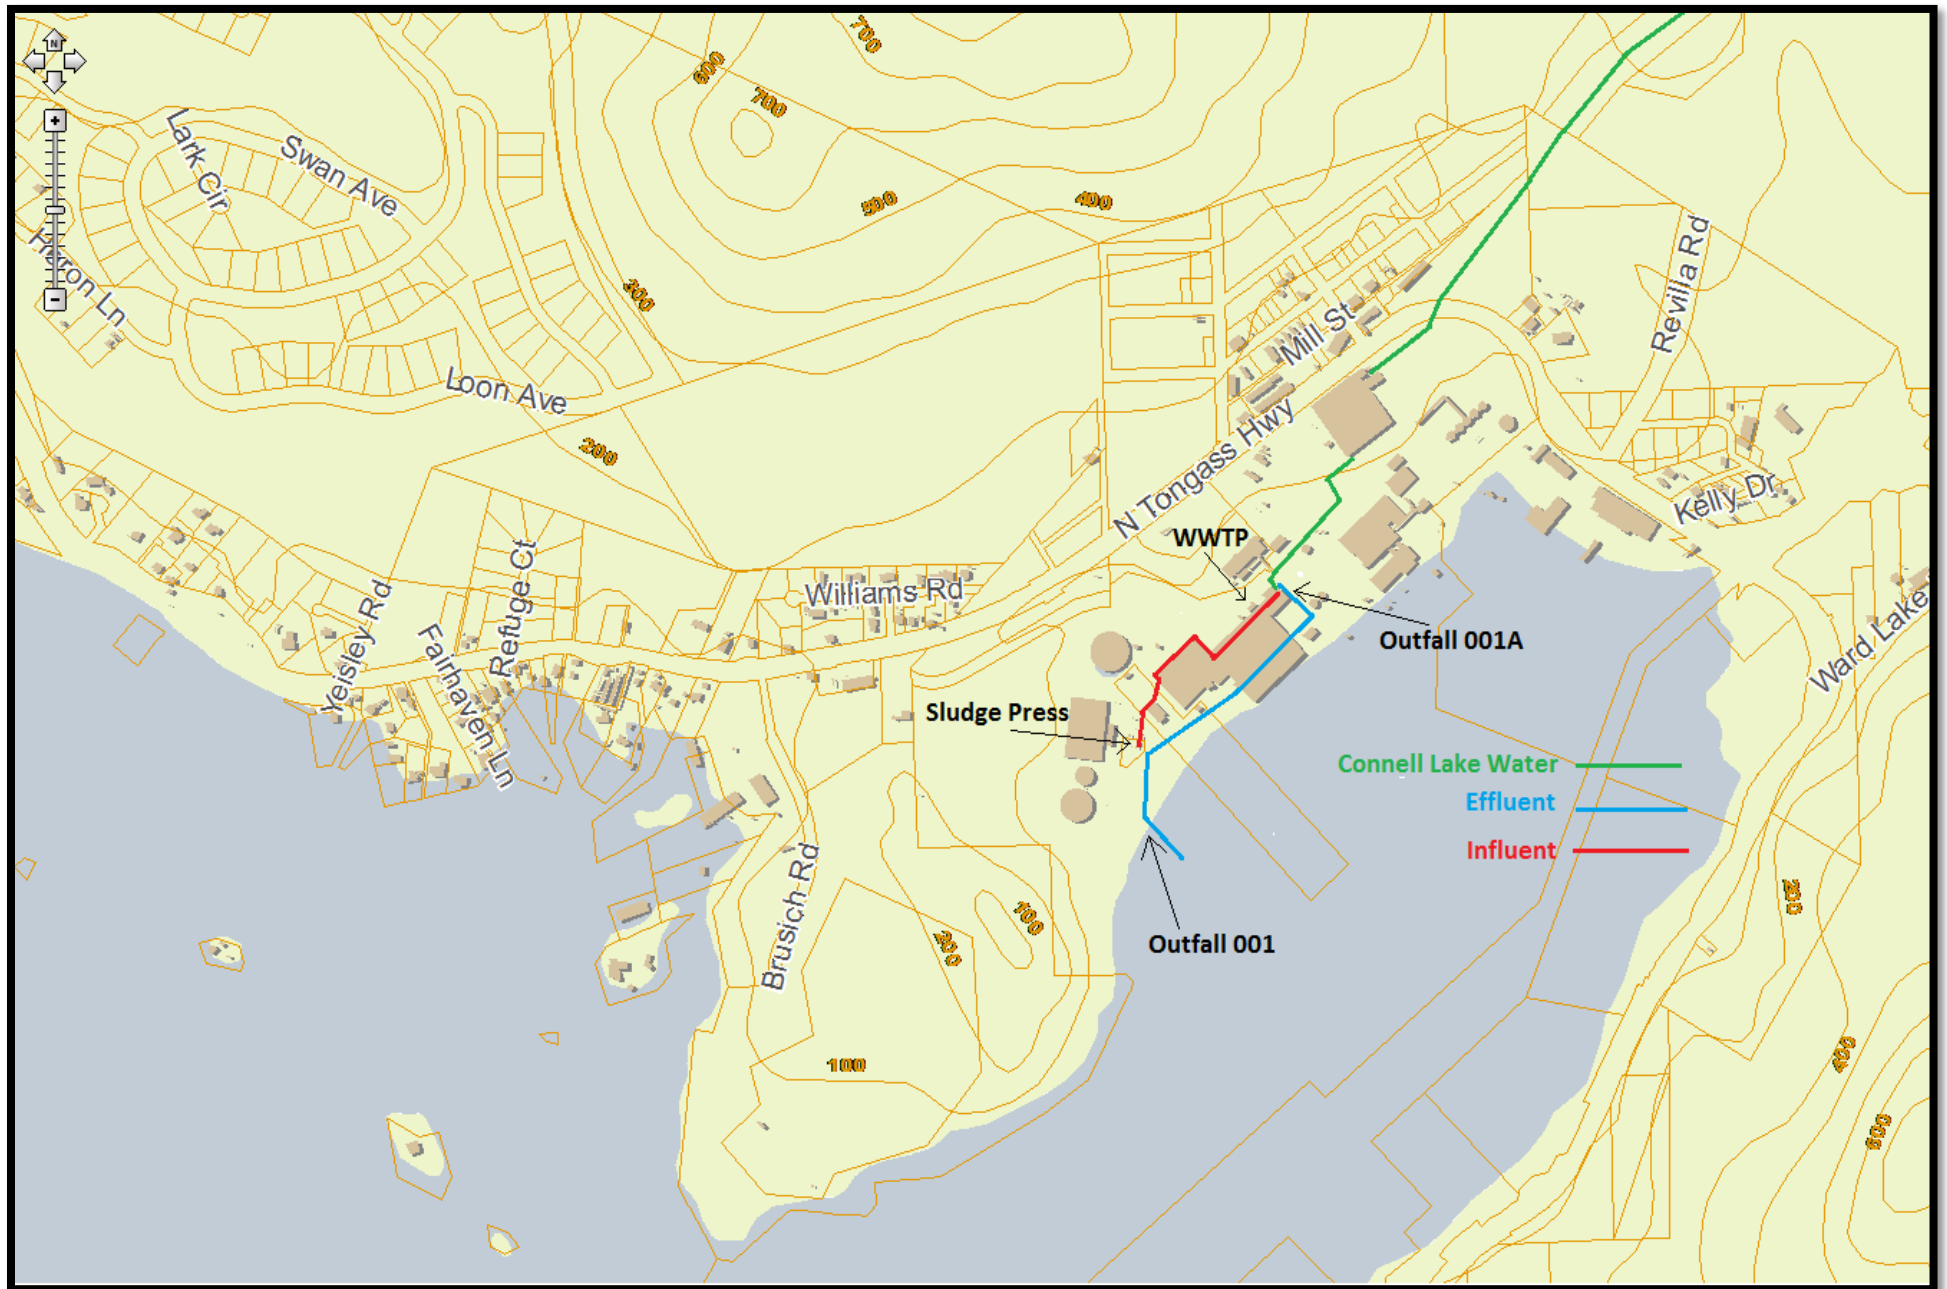 N
700
600
700
Lark Cir
Swan Ave
500
400
Heron Ln
300
Revilla Rd
Mill St
Loon Ave
200
N Tongass Hwy
Kelly Dr
WWTP
Refuge Ct
Williams Rd
Yeisley Rd
Fairhaven Ln
Outfall 001A
Ward Lake
Sludge Press
Connell Lake Water
Effluent
Influent
Brusich Rd
200
100
200
Outfall 001
100
400
600